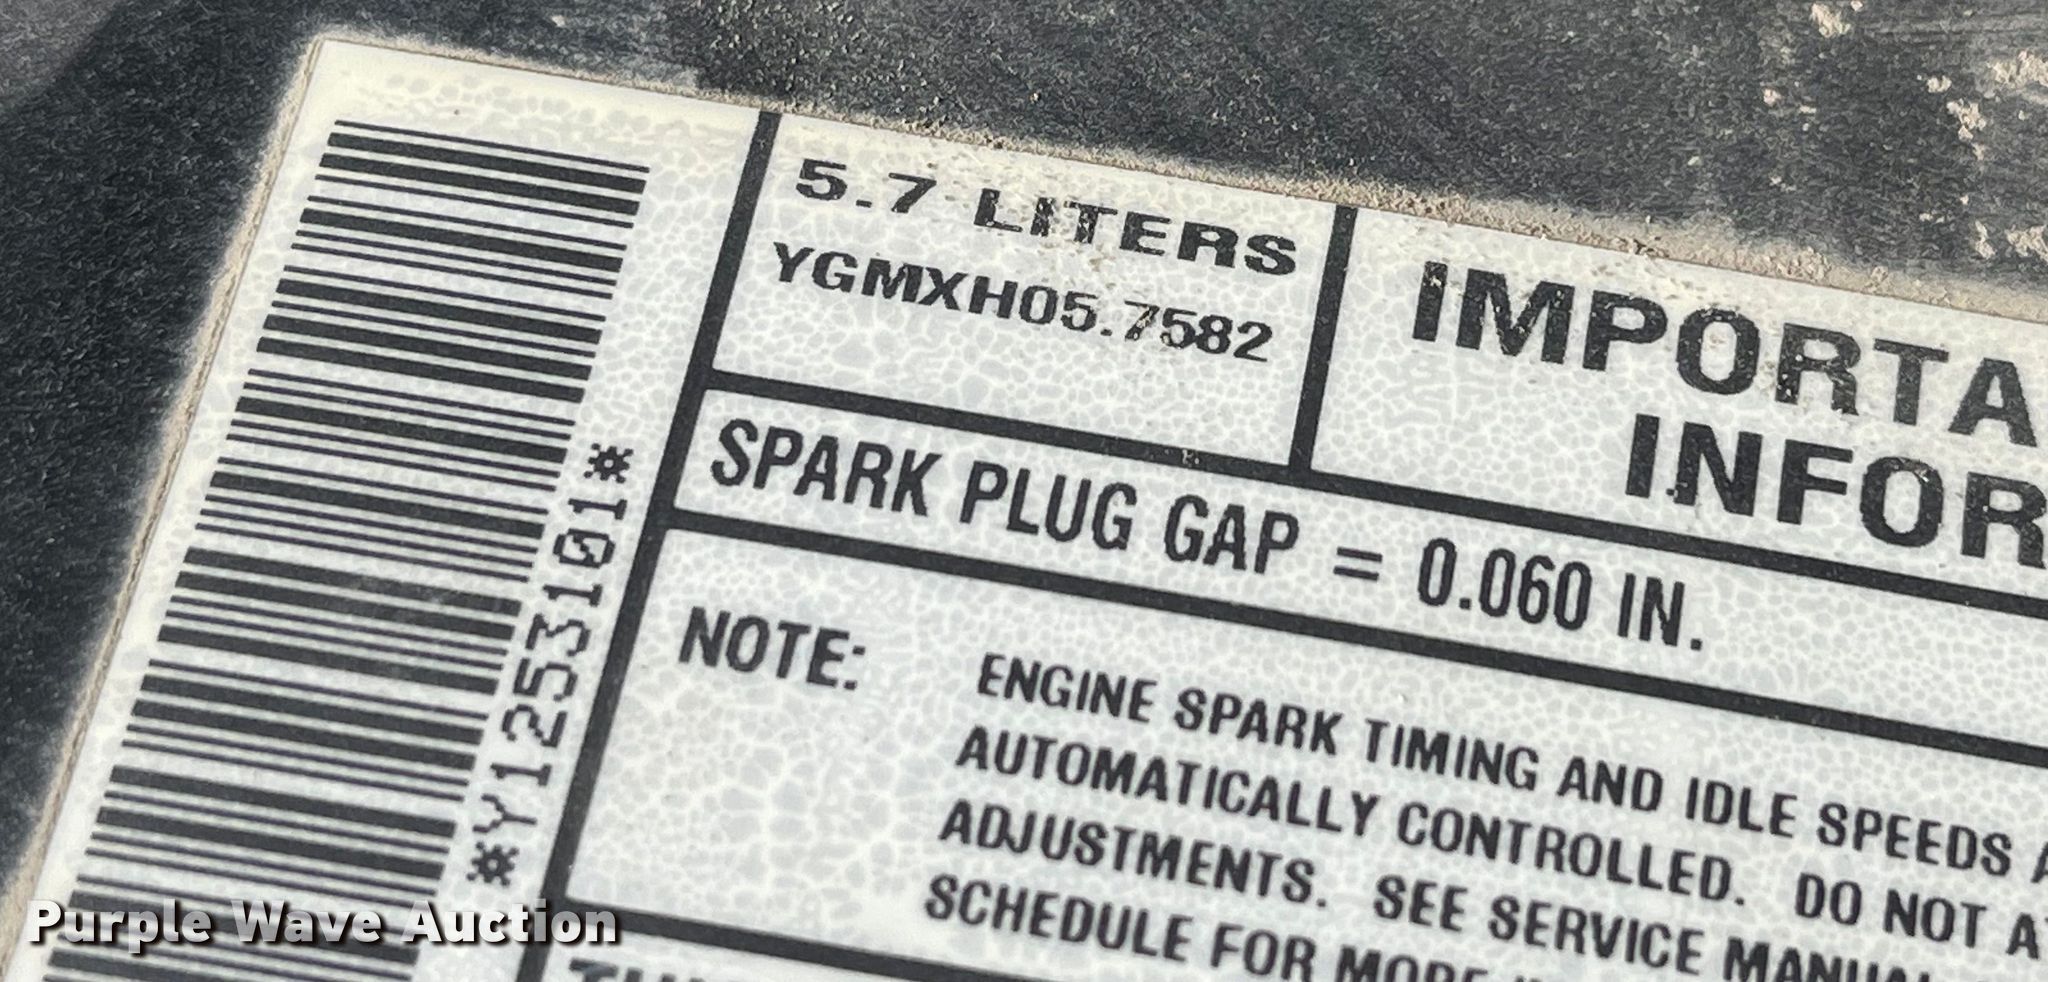 *Y1253101*
5.7 LITERS
YGMXH05.7582
IMPORTA
INFOR
SPARK PLUG GAP = 0.060 IN.
NOTE:
ENGINE SPARK TIMING AND IDLE SPEEDS
AUTOMATICALLY CONTROLLED. DO NOT
ADJUSTMENTS. SEE SERVICE MANUAL
SCHEDULE FOR MORE
Purple Wave Auction